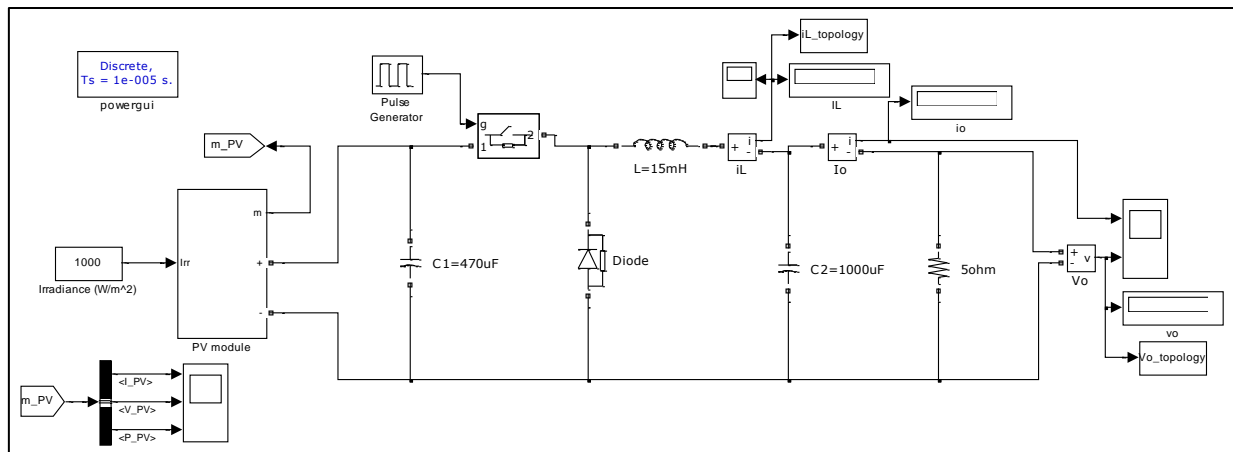 Discrete,
Ts = 1e-005 s.
powergui
Pulse
Generator
g
1
2
m_PV
L=15mH
+
i
-
iL
iL_topology
IL
+
i
-
Io
io
1000
Irradiance (W/m^2)
Irr
m
+
-
PV module
C1=470uF
Diode
C2=1000uF
5ohm
+
-
v
Vo
vo
Vo_topology
m_PV
<I_PV>
<V_PV>
<P_PV>